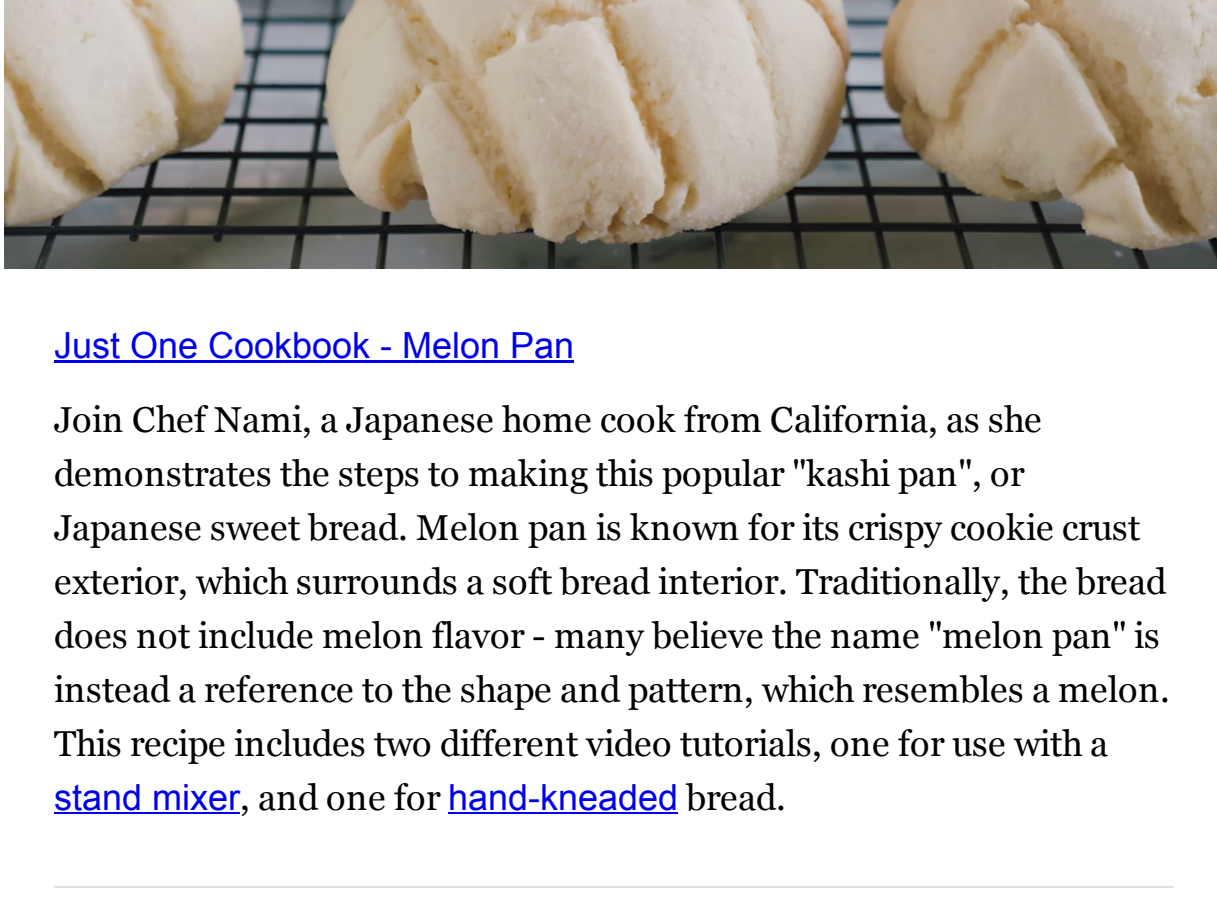 Just One Cookbook - Melon Pan
Join Chef Nami, a Japanese home cook from California, as she
demonstrates the steps to making this popular "kashi pan", or
Japanese sweet bread. Melon pan is known for its crispy cookie crust
exterior, which surrounds a soft bread interior. Traditionally, the bread
does not include melon flavor - many believe the name "melon pan" is
instead a reference to the shape and pattern, which resembles a melon.
This recipe includes two different video tutorials, one for use with a
stand mixer, and one for hand-kneaded bread.